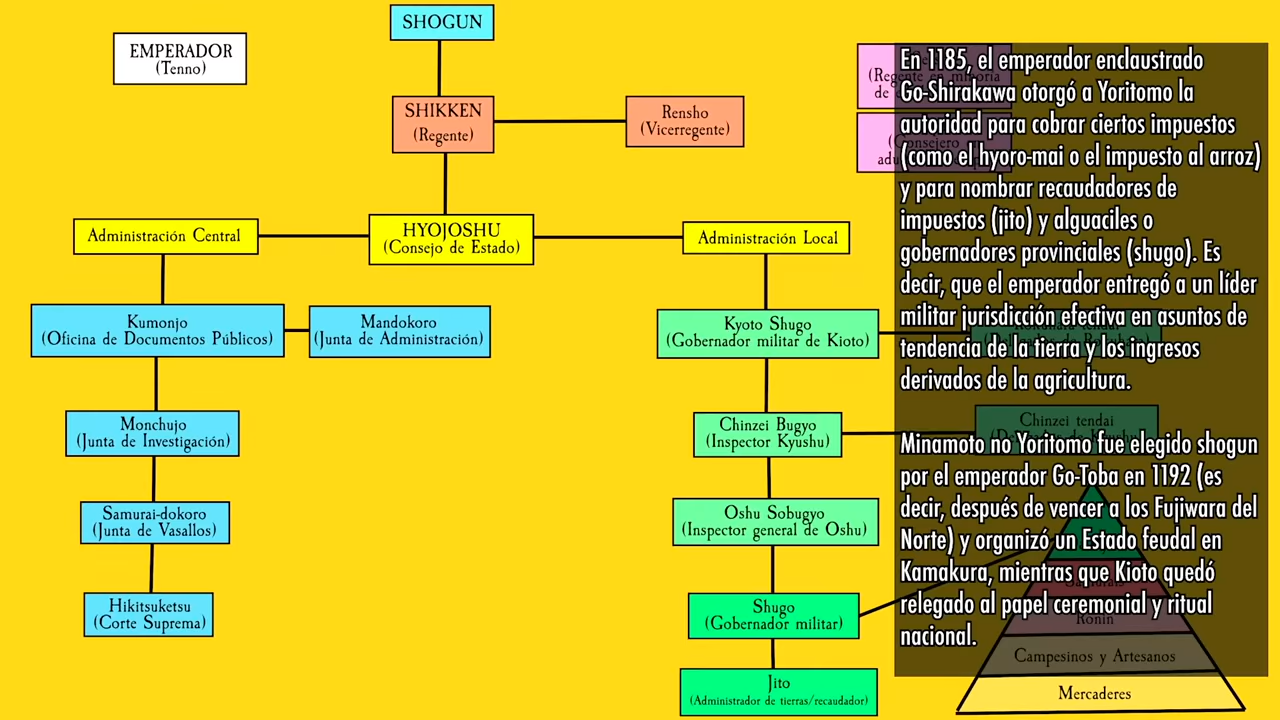 SHOGUN
EMPERADOR
(Tenno)
SHIKKEN
(Regente)
Rensho
(Vicerregente)
Administración Central
HYOJOSHU
(Consejo de Estado)
Administración Local
Kumonjo
(Oficina de Documentos Públicos)
Mandokoro
(Junta de Administración)
Kyoto Shugo
(Gobernador militar de Kioto)
Monchujo
(Junta de Investigación)
Chinzei Bugyo
(Inspector Kyushu)
Chinzei tendai
Samurai-dokoro
(Junta de Vasallos)
Oshu Sobugyo
(Inspector general de Oshu)
Hikitsuketsu
(Corte Suprema)
Shugo
(Gobernador militar)
Jito
(Administrador de tierras/recaudador)
En 1185, el emperador enclaustrado
Go-Shirakawa otorgó a Yoritomo la
autoridad para cobrar ciertos impuestos
(como el hyoro-mai o el impuesto al arroz)
y para nombrar recaudadores de
impuestos (jito) y alguaciles o
gobernadores provinciales (shugo). Es
decir, que el emperador entregó a un líder
militar jurisdicción efectiva en asuntos de
tendencia de la tierra y los ingresos
derivados de la agricultura.
Minamoto no Yoritomo fue elegido shogun
por el emperador Go-Toba en 1192 (es
decir, después de vencer a los Fujiwara del
Norte) y organizó un Estado feudal en
Kamakura, mientras que Kioto quedó
relegado al papel ceremonial y ritual
nacional.
Ronin
Campesinos y Artesanos
Mercaderes